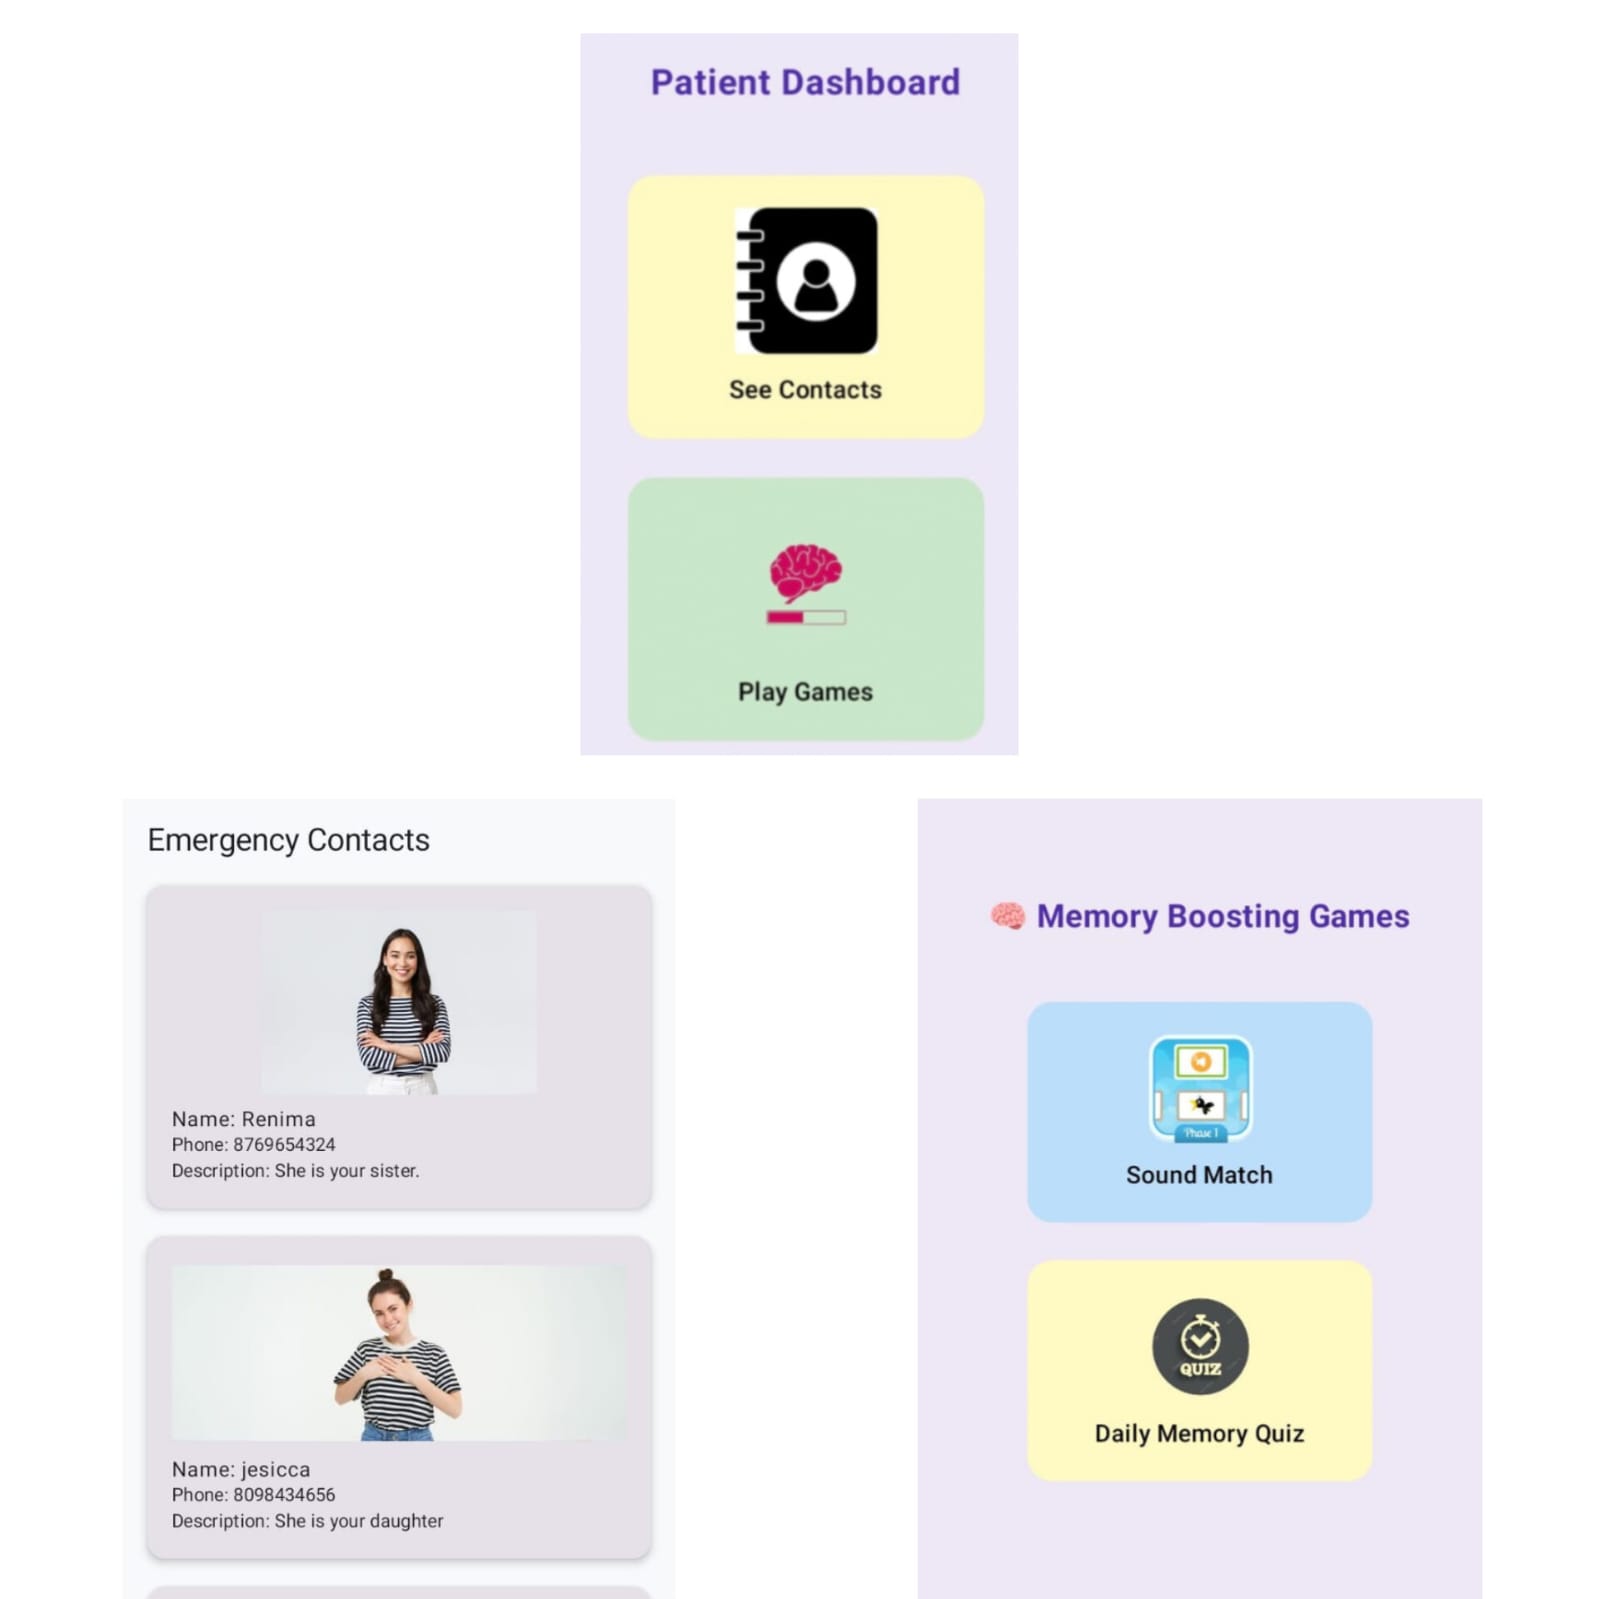 Patient Dashboard
See Contacts
Play Games
Emergency Contacts
Name: Renima
Phone: 8769654324
Description: She is your sister.
Name: jesicca
Phone: 8098434656
Description: She is your daughter
🧠 Memory Boosting Games
Phase 1
Sound Match
QUIZ
Daily Memory Quiz